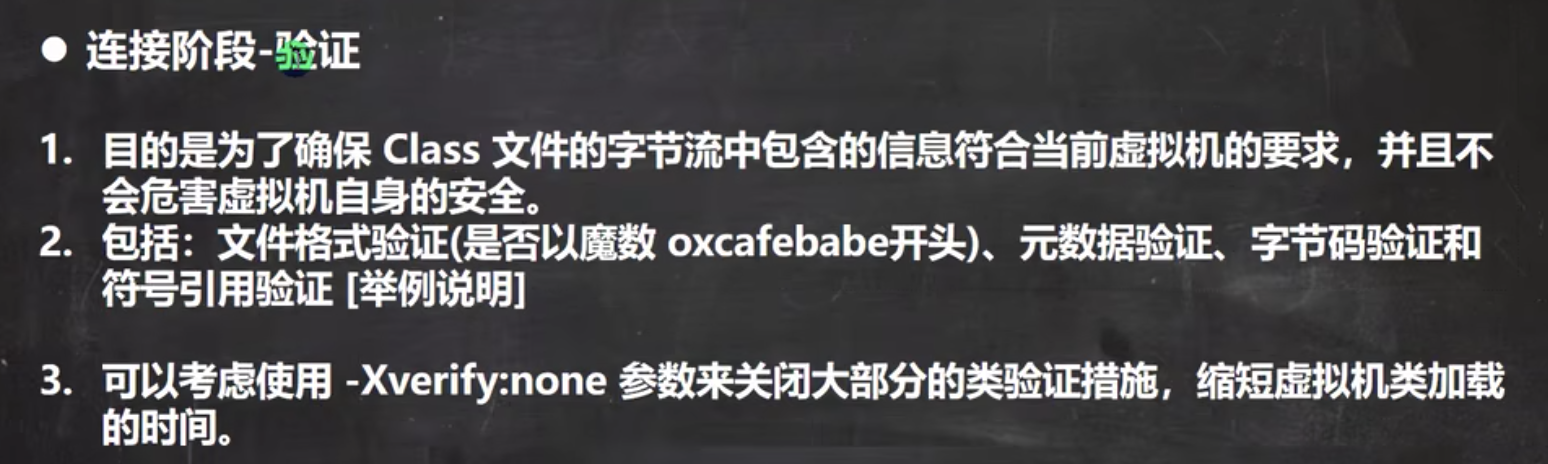 ● 连接阶段-验证
1. 目的是为了确保 Class 文件的字节流中包含的信息符合当前虚拟机的要求，并且不
会危害虚拟机自身的安全。
2. 包括：文件格式验证(是否以魔数 oxcafebabe开头)、元数据验证、字节码验证和
符号引用验证 [举例说明]
3. 可以考虑使用 -Xverify:none 参数来关闭大部分的类验证措施，缩短虚拟机类加载
的时间。